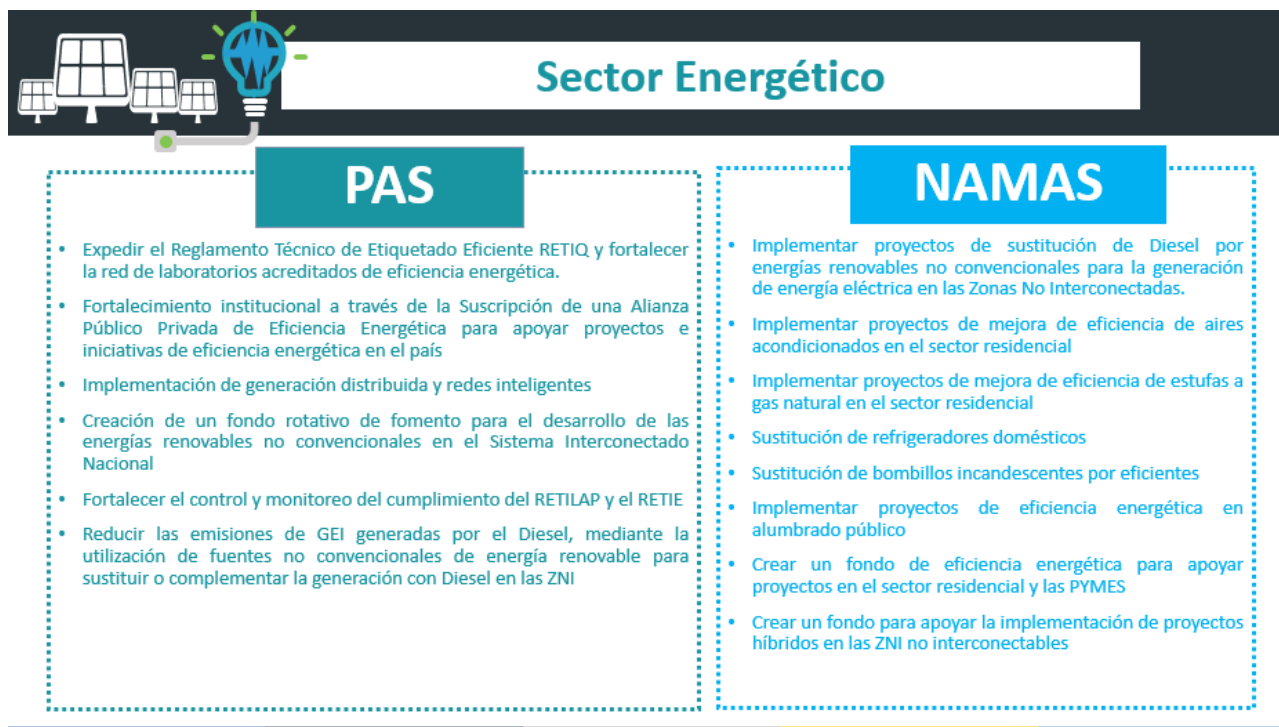 Sector Energético
PAS
• Expedir el Reglamento Técnico de Etiquetado Eficiente RETIQ y fortalecer
la red de laboratorios acreditados de eficiencia energética.
• Fortalecimiento institucional a través de la Suscripción de una Alianza
Público Privada de Eficiencia Energética para apoyar proyectos e
iniciativas de eficiencia energética en el país
• Implementación de generación distribuida y redes inteligentes
• Creación de un fondo rotativo de fomento para el desarrollo de las
energías renovables no convencionales en el Sistema Interconectado
Nacional
• Fortalecer el control y monitoreo del cumplimiento del RETILAP y el RETIE
• Reducir las emisiones de GEI generadas por el Diesel, mediante la
utilización de fuentes no convencionales de energía renovable para
sustituir o complementar la generación con Diesel en las ZNI
NAMAS
• Implementar proyectos de sustitución de Diesel por
energías renovables no convencionales para la generación
de energía eléctrica en las Zonas No Interconectadas.
• Implementar proyectos de mejora de eficiencia de aires
acondicionados en el sector residencial
• Implementar proyectos de mejora de eficiencia de estufas a
gas natural en el sector residencial
• Sustitución de refrigeradores domésticos
• Sustitución de bombillos incandescentes por eficientes
• Implementar proyectos de eficiencia energética en
alumbrado público
• Crear un fondo de eficiencia energética para apoyar
proyectos en el sector residencial y las PYMES
• Crear un fondo para apoyar la implementación de proyectos
híbridos en las ZNI no interconectables